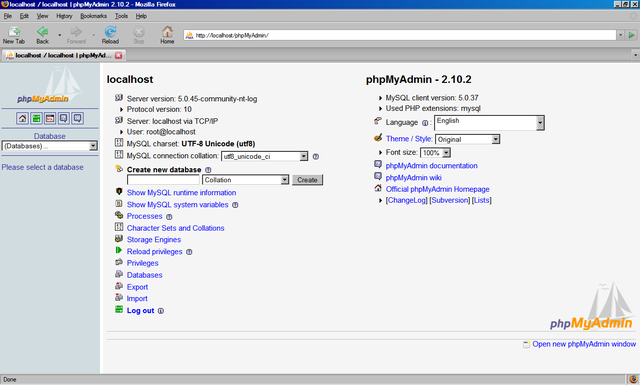 localhost / localhost | phpMyAdmin 2.10.2 - Mozilla Firefox
File Edit View History Bookmarks Tools Help
New Tab Back Forward Reload Stop Home http://localhost/phpMyAdmin/
localhost / localhost | phpMyAd...
phpMyAdmin
Database
(Databases)...
Please select a database
localhost
Server version: 5.0.45-community-nt-log
Protocol version: 10
Server: localhost via TCP/IP
User: root@localhost
MySQL charset: UTF-8 Unicode (utf8)
MySQL connection collation: utf8_unicode_ci
Create new database
Collation Create
Show MySQL runtime information
Show MySQL system variables
Processes
Character Sets and Collations
Storage Engines
Reload privileges
Privileges
Databases
Export
Import
Log out
phpMyAdmin - 2.10.2
MySQL client version: 5.0.37
Used PHP extensions: mysql
Language : English
Theme / Style: Original
Font size: 100%
phpMyAdmin documentation
phpMyAdmin wiki
Official phpMyAdmin Homepage
[ChangeLog] [Subversion] [Lists]
phpMyAdmin
Open new phpMyAdmin window
Done